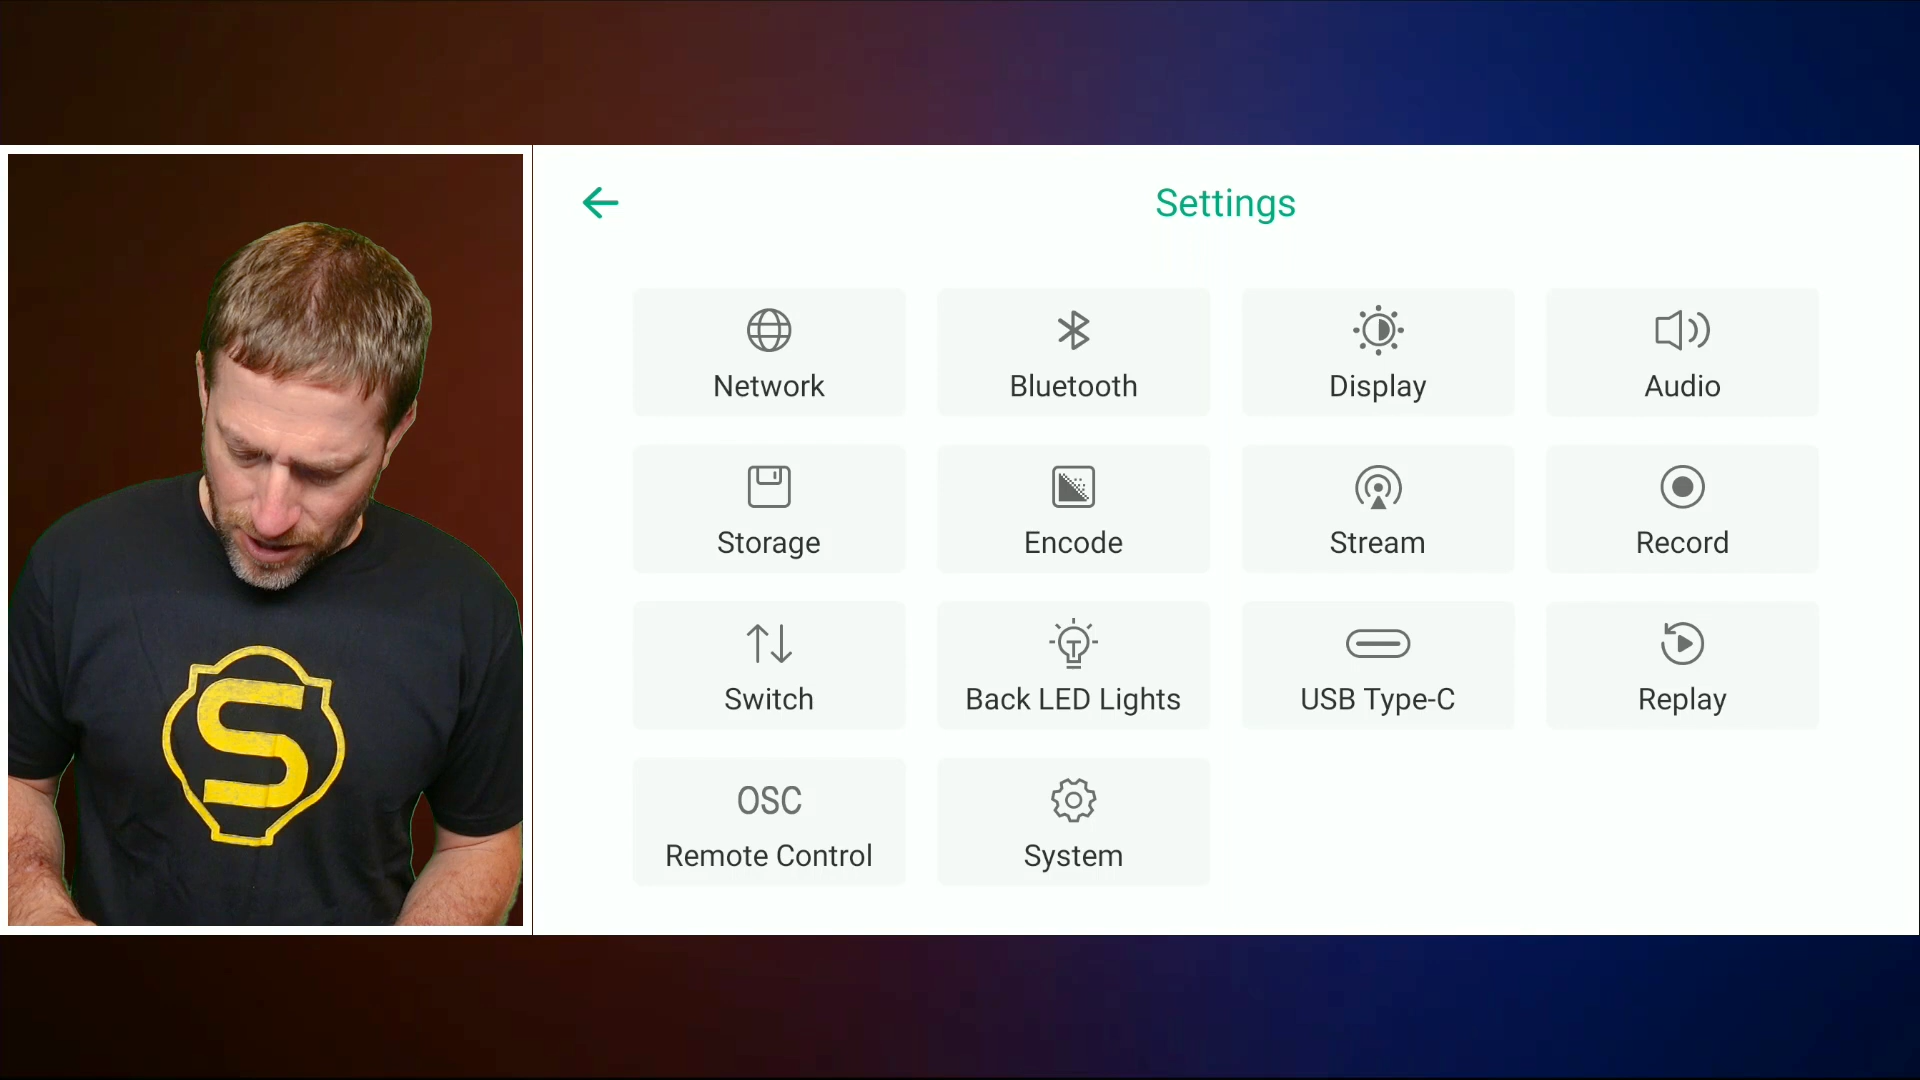 Settings
Network
Bluetooth
Display
Audio
Storage
Encode
Stream
Record
Switch
Back LED Lights
USB Type-C
Replay
OSC
Remote Control
System
S